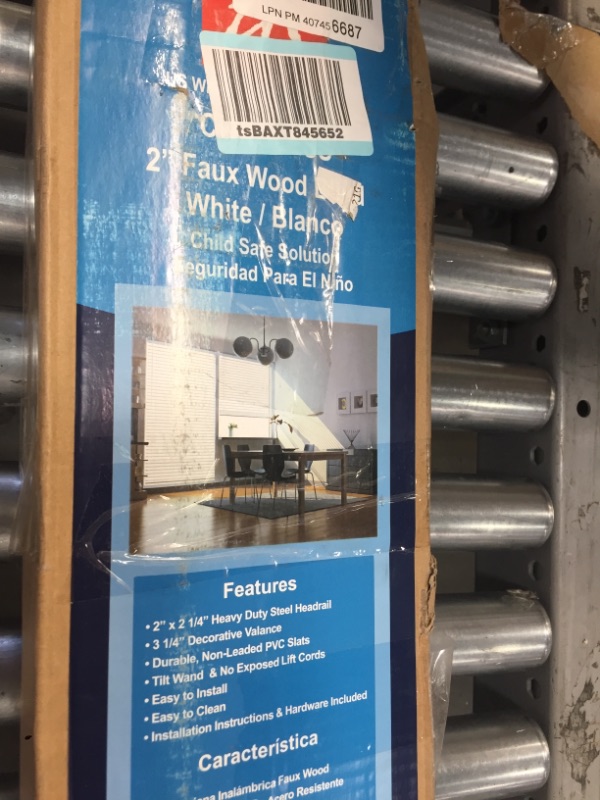 LPN PM 407456687
tsBAXT845652
2" Faux Wood
White / Blanco
Child Safe Solution
Seguridad Para El Niño
Features
• 2" x 2 1/4" Heavy Duty Steel Headrail
• 3 1/4" Decorative Valance
• Durable, Non-Leaded PVC Slats
• Tilt Wand & No Exposed Lift Cords
• Easy to Install
• Easy to Clean
• Installation Instructions & Hardware Included
Característica
Inalámbrica Faux Wood
Acero Resistente